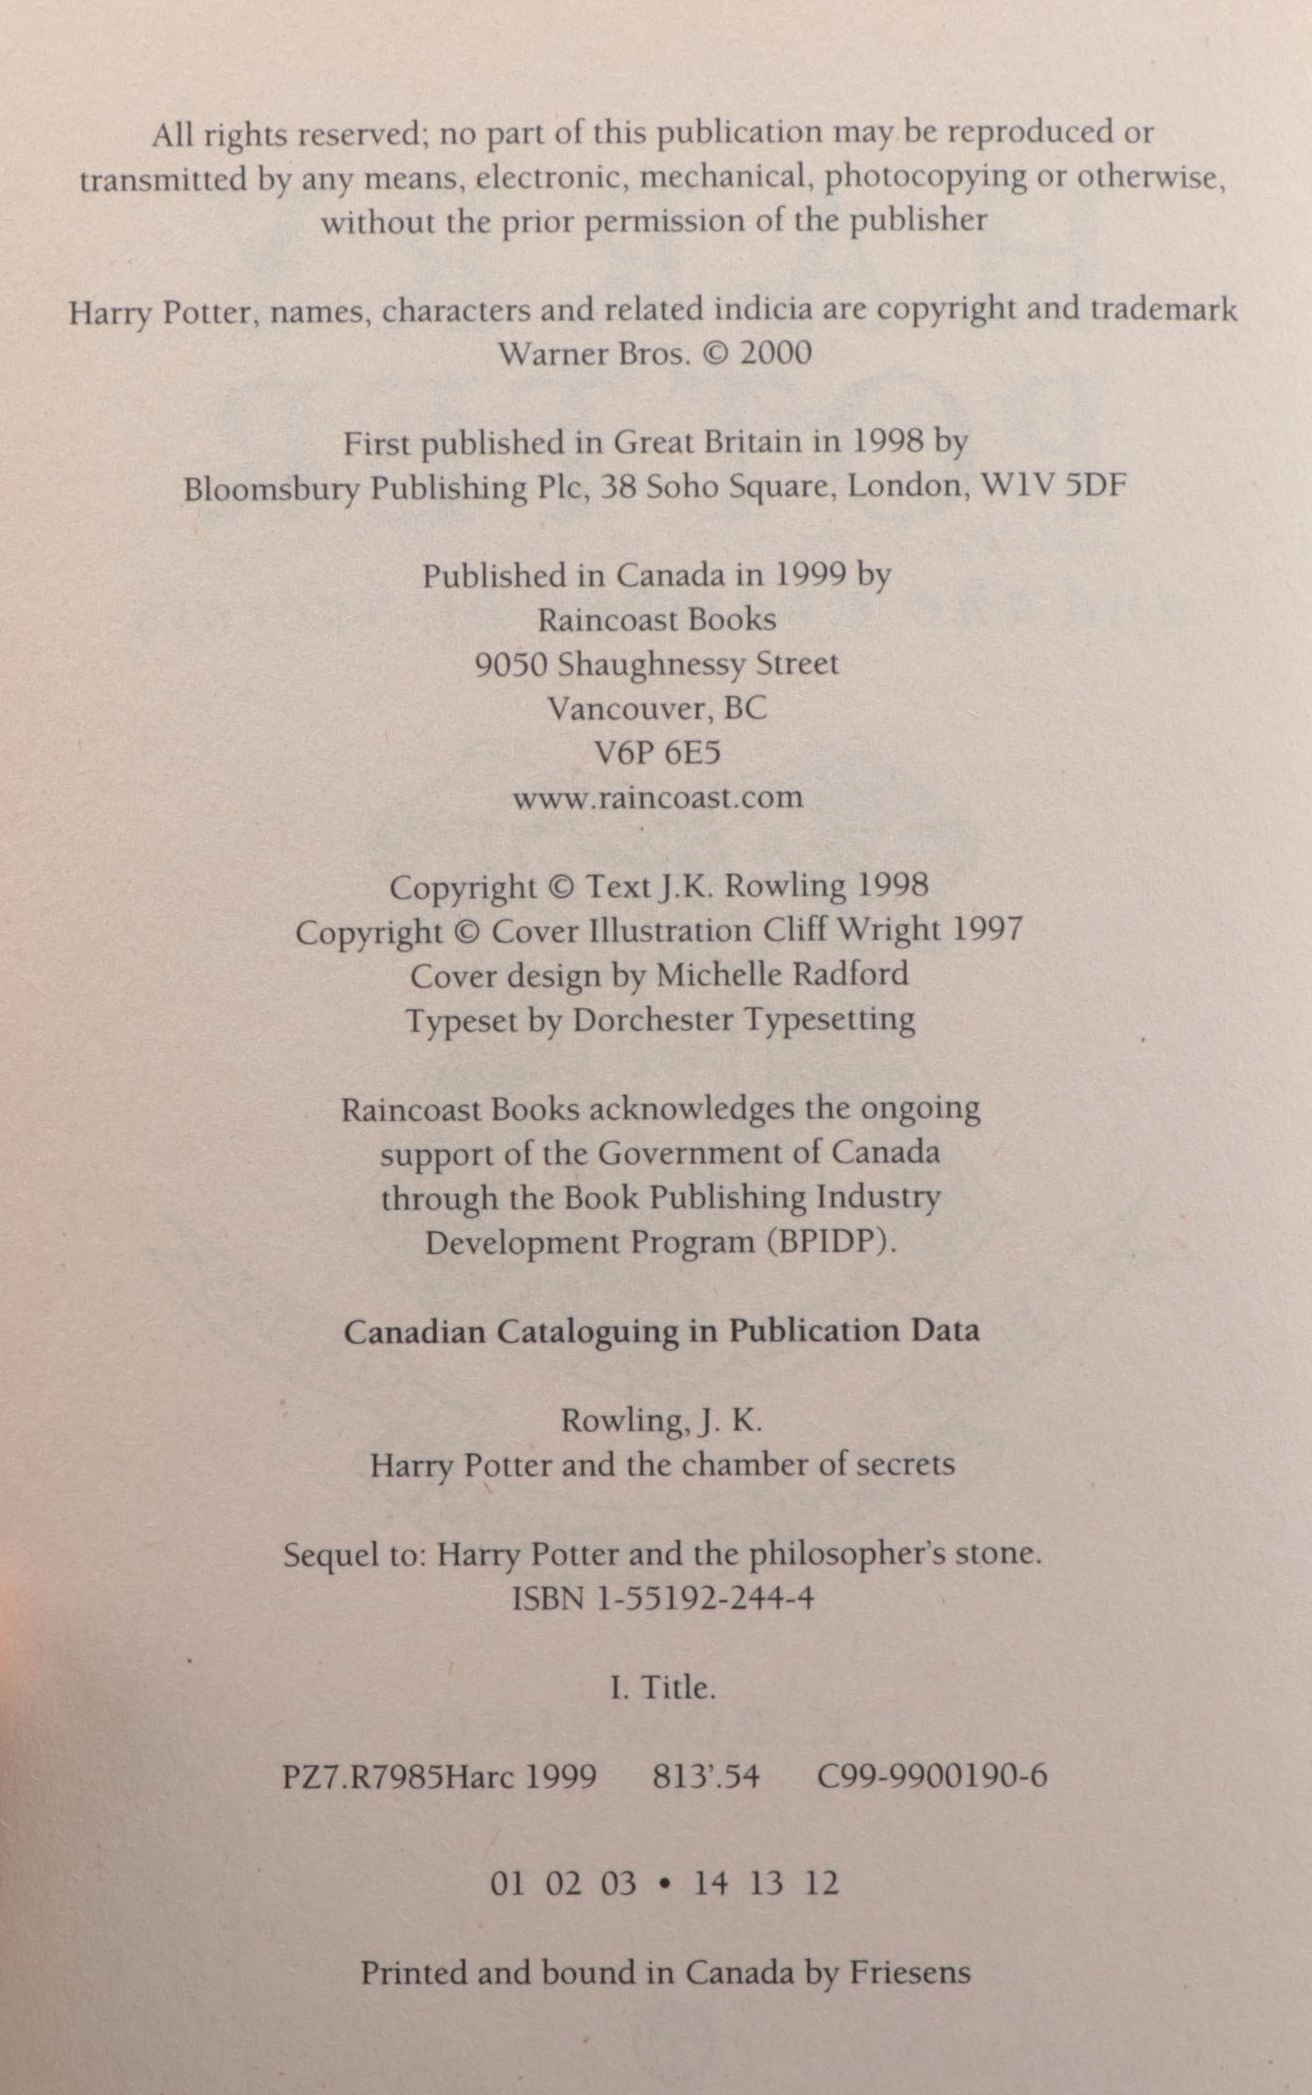 All rights reserved; no part of this publication may be reproduced or
transmitted by any means, electronic, mechanical, photocopying or otherwise,
without the prior permission of the publisher
Harry Potter, names, characters and related indicia are copyright and trademark
Warner Bros. © 2000
First published in Great Britain in 1998 by
Bloomsbury Publishing Plc, 38 Soho Square, London, W1V 5DF
Published in Canada in 1999 by
Raincoast Books
9050 Shaughnessy Street
Vancouver, BC
V6P 6E5
www.raincoast.com
Copyright © Text J.K. Rowling 1998
Copyright © Cover Illustration Cliff Wright 1997
Cover design by Michelle Radford
Typeset by Dorchester Typesetting
Raincoast Books acknowledges the ongoing
support of the Government of Canada
through the Book Publishing Industry
Development Program (BPIDP).
Canadian Cataloguing in Publication Data
Rowling, J. K.
Harry Potter and the chamber of secrets
Sequel to: Harry Potter and the philosopher's stone.
ISBN 1-55192-244-4
I. Title.
PZ7.R7985Harc 1999 813'.54 C99-9900190-6
01 02 03 • 14 13 12
Printed and bound in Canada by Friesens